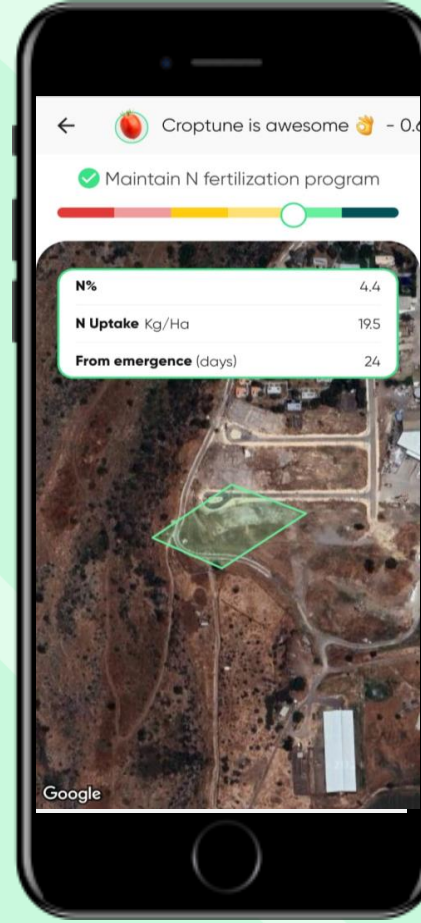 Croptune is awesome 👌 - 0.6
Maintain N fertilization program
N% 4.4
N Uptake Kg/Ha 19.5
From emergence (days) 24
Google